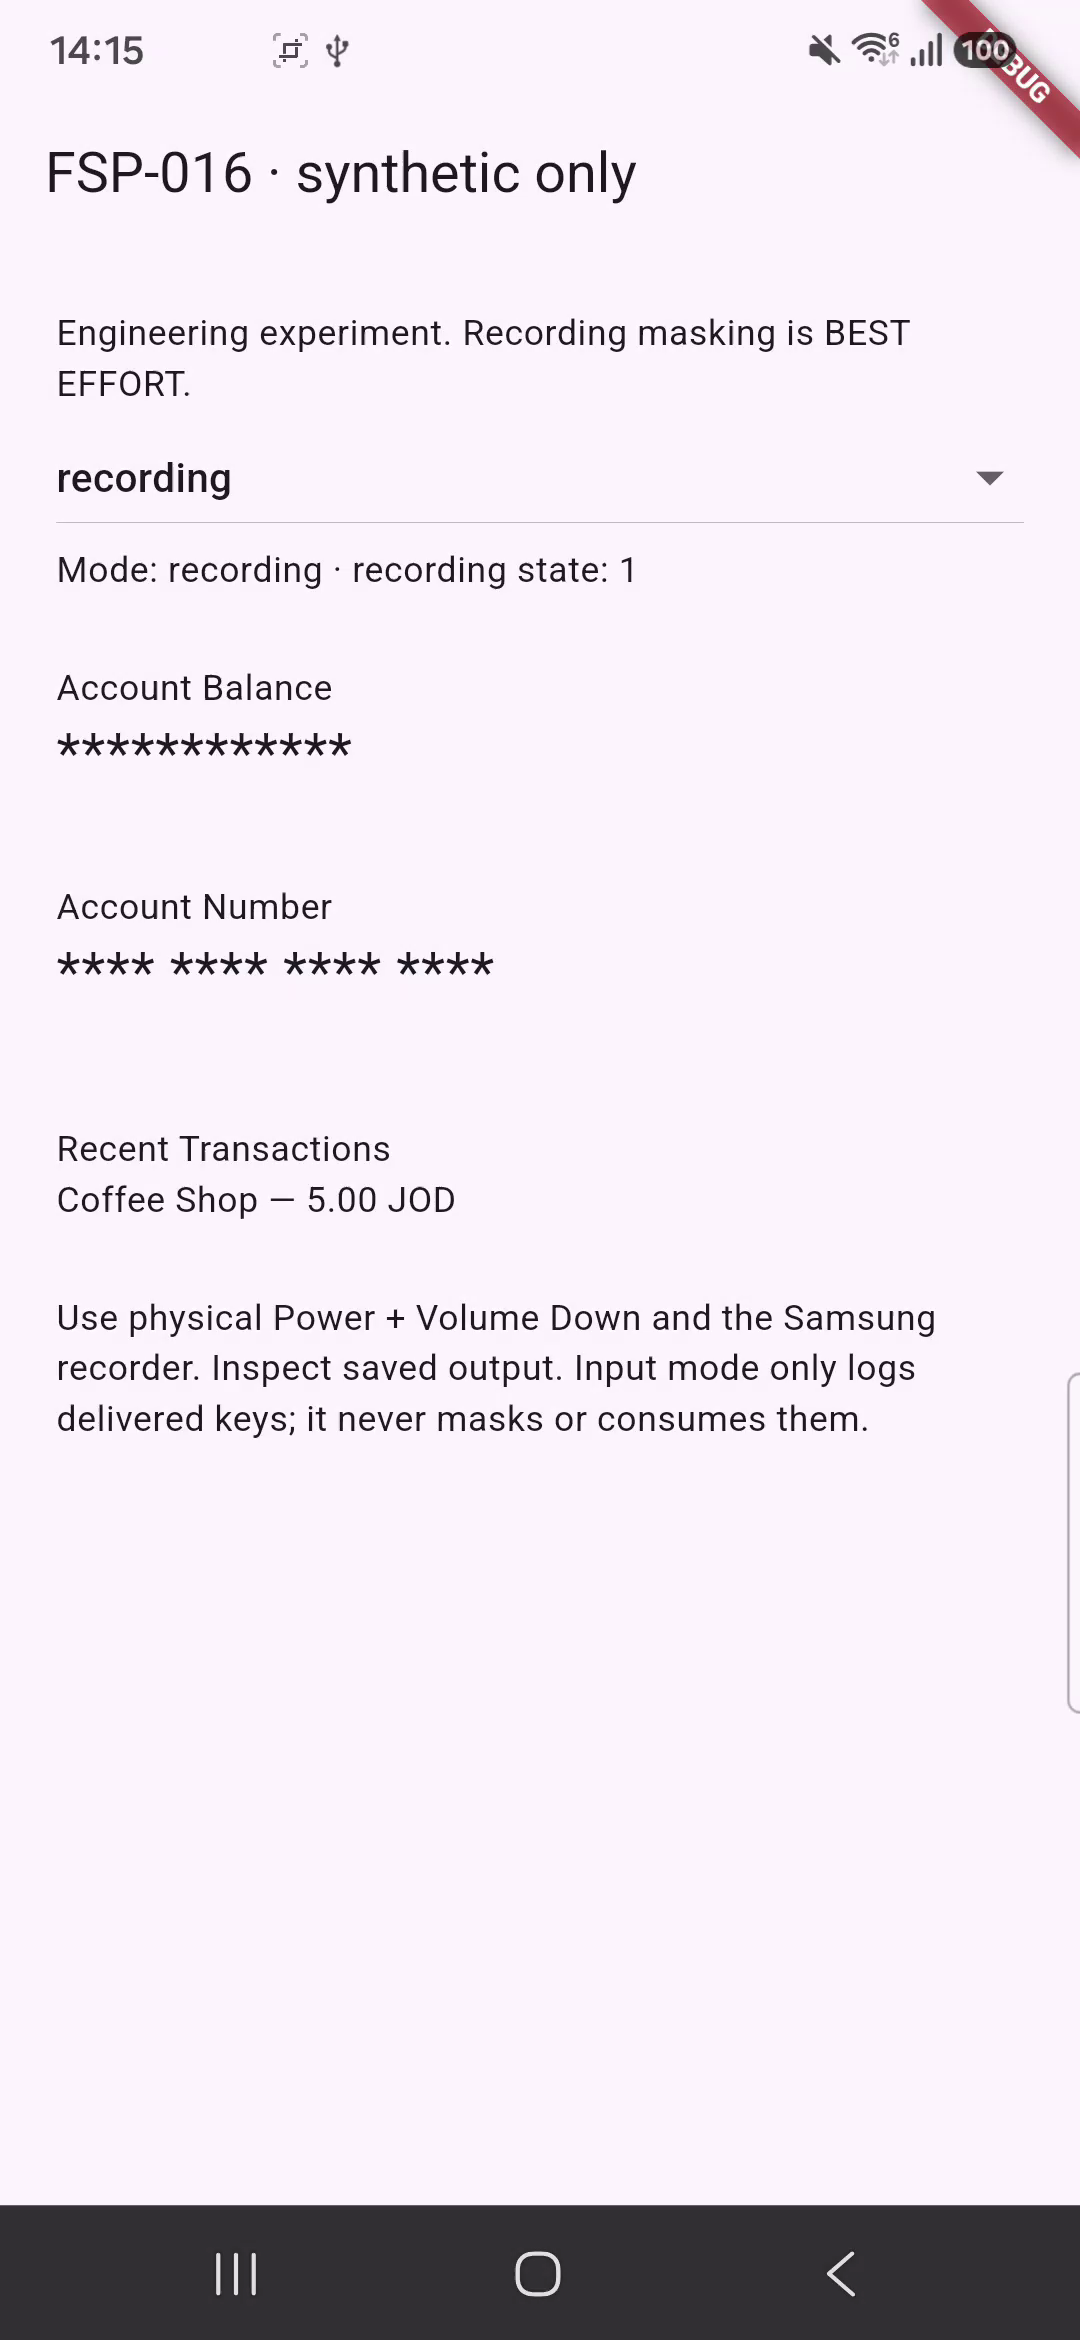 14:15
6
100
BUG
FSP-016 · synthetic only
Engineering experiment. Recording masking is BEST
EFFORT.
recording
Mode: recording · recording state: 1
Account Balance
************
Account Number
**** **** **** ****
Recent Transactions
Coffee Shop — 5.00 JOD
Use physical Power + Volume Down and the Samsung
recorder. Inspect saved output. Input mode only logs
delivered keys; it never masks or consumes them.